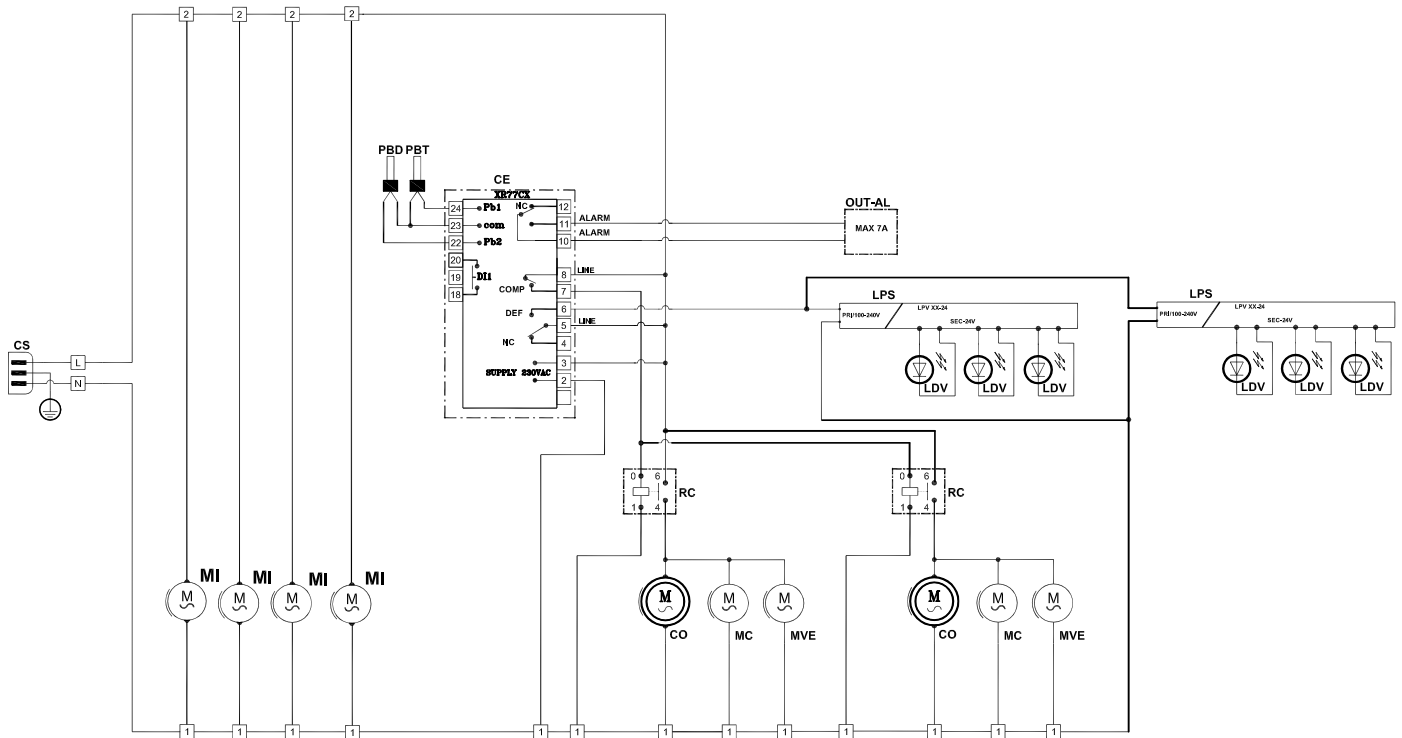 2 2 2 2
PBD PBT
CE
XR77CX
24 Pb1 NC 12
23 com 11 ALARM
22 Pb2 10 ALARM
OUT-AL
MAX 7A
20
19 DI1
18
8 LINE
COMP 7
DEF 6
5 LINE
NC 4
3
SUPPLY 230VAC
2
LPS
LPV XX-24
PRI/100-240V
SEC-24V
LDV LDV LDV
LPS
LPV XX-24
PRI/100-240V
SEC-24V
LDV LDV LDV
CS
L
N
0 6
RC
1 4
0 6
RC
1 4
MI MI MI MI
M M M M
M M M
CO MC MVE
M M M
CO MC MVE
1 1 1 1 1 1 1 1 1 1 1 1 1